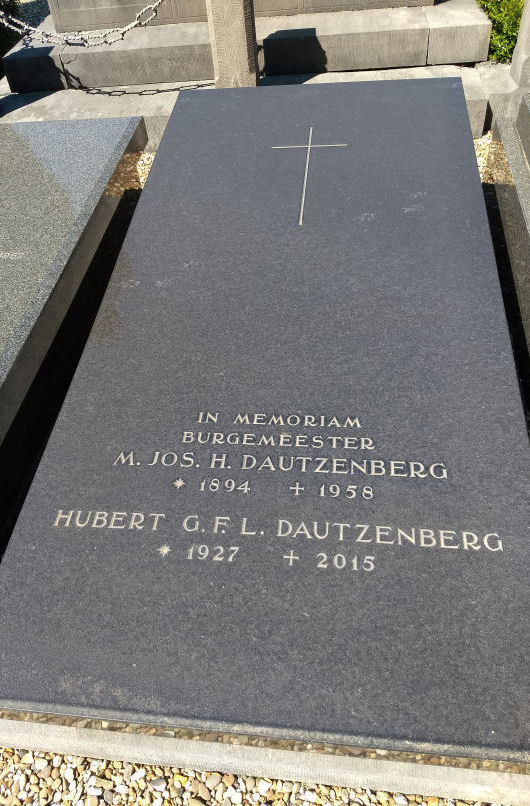 IN MEMORIAM
BURGEMEESTER
M. JOS. H. DAUTZENBERG
* 1894 + 1958
HUBERT G. F. L. DAUTZENBERG
* 1927 + 2015